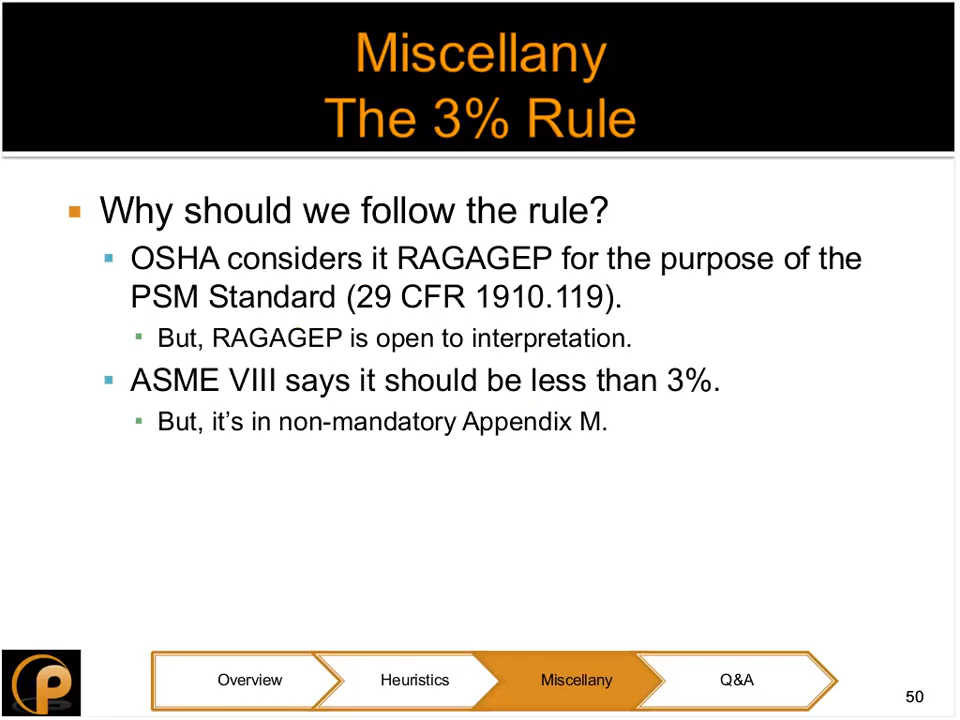 Miscellany
The 3% Rule
Why should we follow the rule?
OSHA considers it RAGAGEP for the purpose of the
PSM Standard (29 CFR 1910.119).
But, RAGAGEP is open to interpretation.
ASME VIII says it should be less than 3%.
But, it’s in non-mandatory Appendix M.
P
Overview
Heuristics
Miscellany
Q&A
50